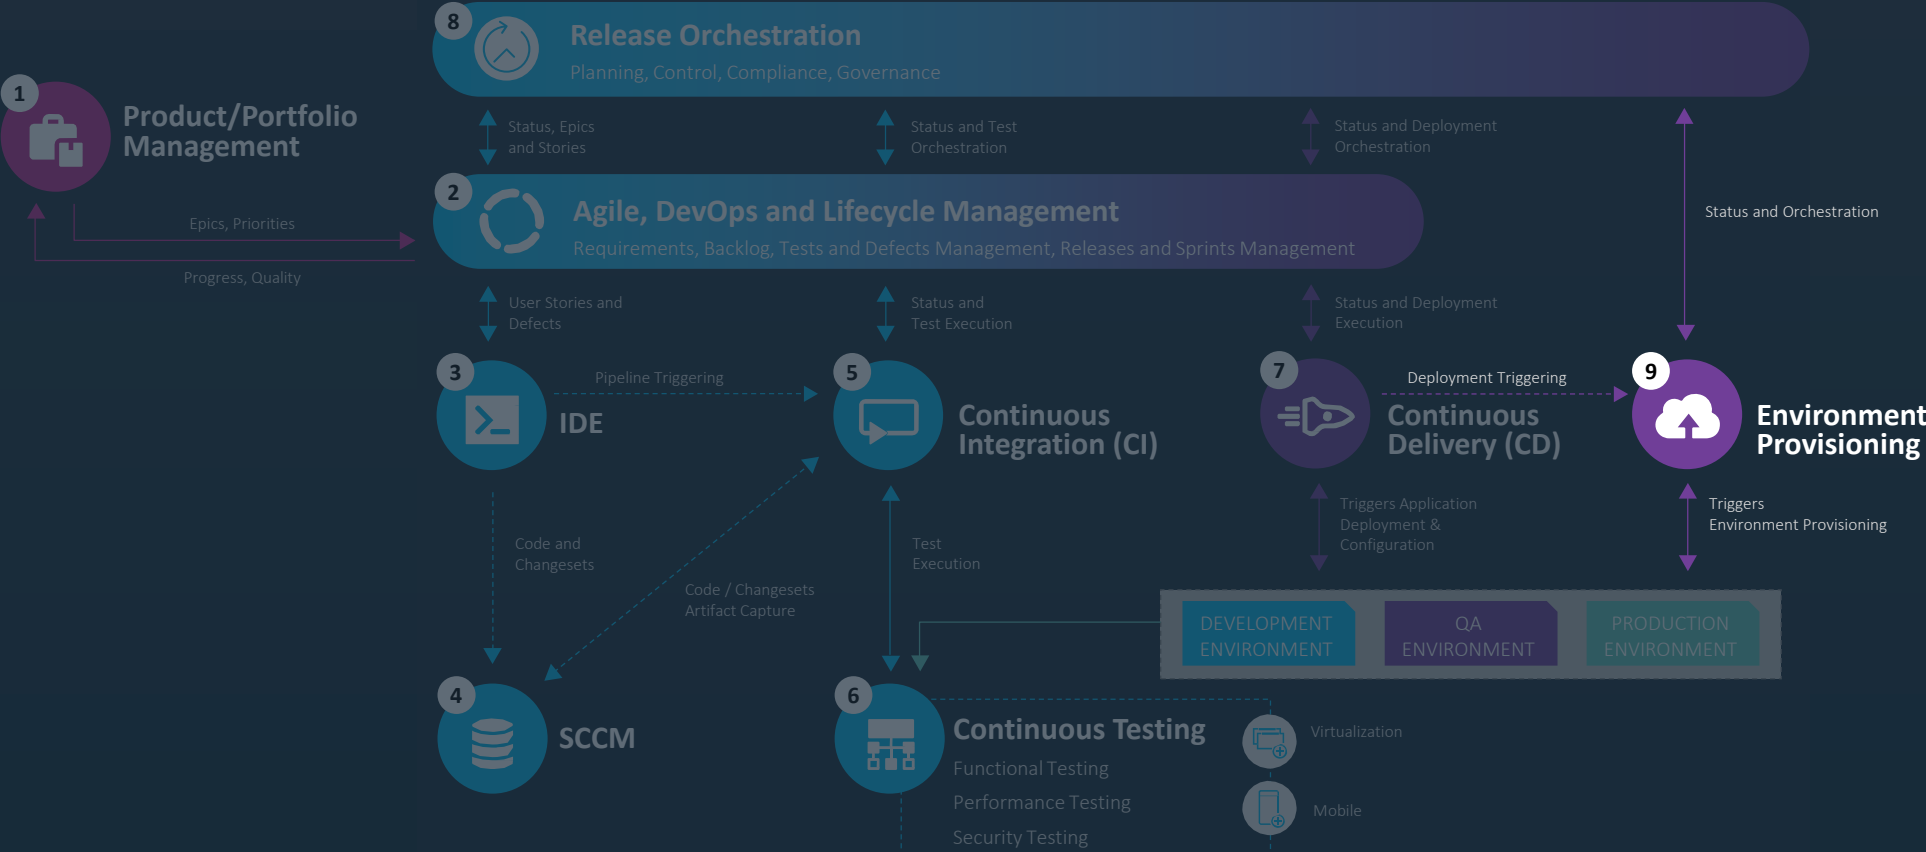 8
Release Orchestration
Planning, Control, Compliance, Governance
1
Product/Portfolio
Management
Status, Epics
and Stories
Status and Test
Orchestration
Status and Deployment
Orchestration
2
Agile, DevOps and Lifecycle Management
Requirements, Backlog, Tests and Defects Management, Releases and Sprints Management
Status and Orchestration
Epics, Priorities
Progress, Quality
User Stories and
Defects
Status and
Test Execution
Status and Deployment
Execution
3
IDE
Pipeline Triggering
5
Continuous
Integration (CI)
7
Continuous
Delivery (CD)
Deployment Triggering
9
Environment
Provisioning
Code and
Changesets
Code / Changesets
Artifact Capture
Test
Execution
Triggers Application
Deployment &
Configuration
Triggers
Environment Provisioning
DEVELOPMENT
ENVIRONMENT
QA
ENVIRONMENT
PRODUCTION
ENVIRONMENT
4
SCCM
6
Continuous Testing
Functional Testing
Performance Testing
Security Testing
Virtualization
Mobile